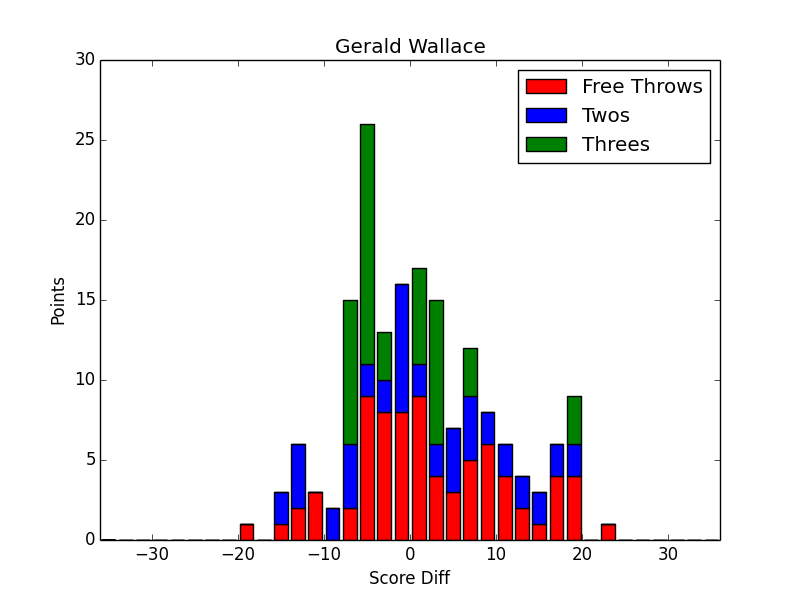 Gerald Wallace
Free Throws
Twos
Threes
30
25
20
15
10
5
0
Points
−30
−20
−10
0
10
20
30
Score Diff